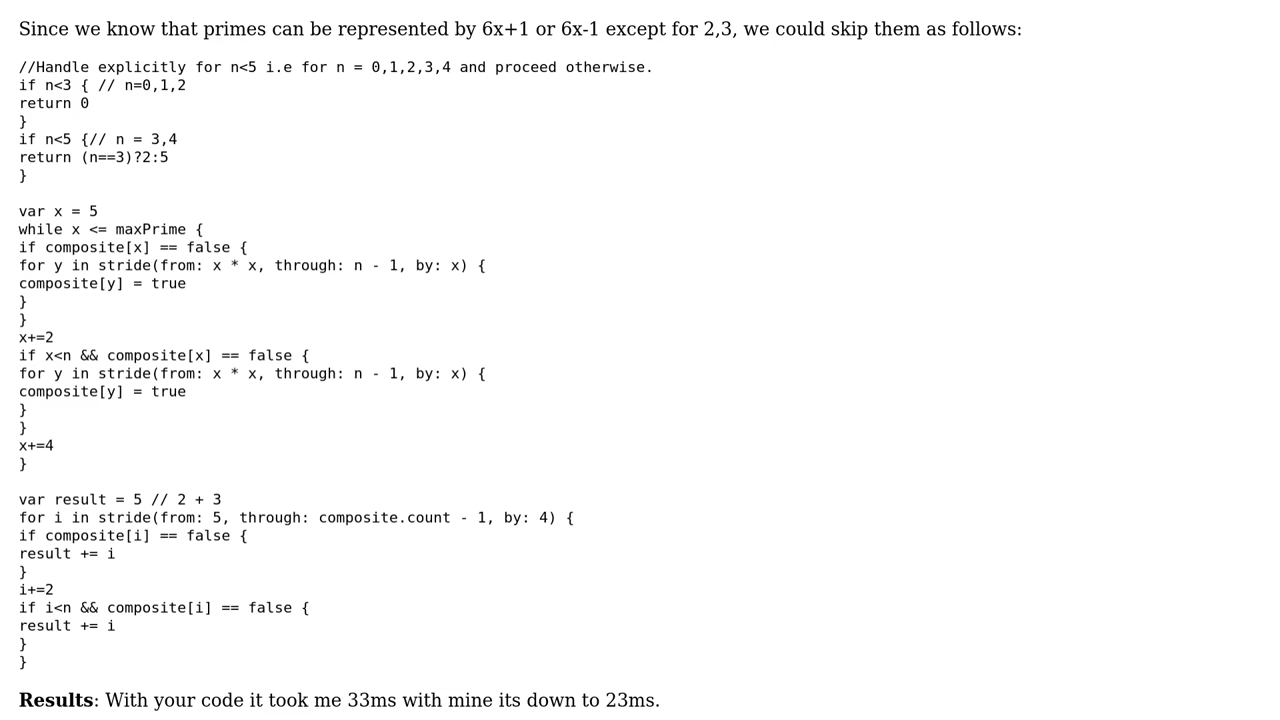 Since we know that primes can be represented by 6x+1 or 6x-1 except for 2,3, we could skip them as follows:
//Handle explicitly for n<5 i.e for n = 0,1,2,3,4 and proceed otherwise.
if n<3 { // n=0,1,2
return 0
}
if n<5 {// n = 3,4
return (n==3)?2:5
}
var x = 5
while x <= maxPrime {
if composite[x] == false {
for y in stride(from: x * x, through: n - 1, by: x) {
composite[y] = true
}
}
x+=2
if x<n && composite[x] == false {
for y in stride(from: x * x, through: n - 1, by: x) {
composite[y] = true
}
}
x+=4
}
var result = 5 // 2 + 3
for i in stride(from: 5, through: composite.count - 1, by: 4) {
if composite[i] == false {
result += i
}
i+=2
if i<n && composite[i] == false {
result += i
}
}
Results: With your code it took me 33ms with mine its down to 23ms.